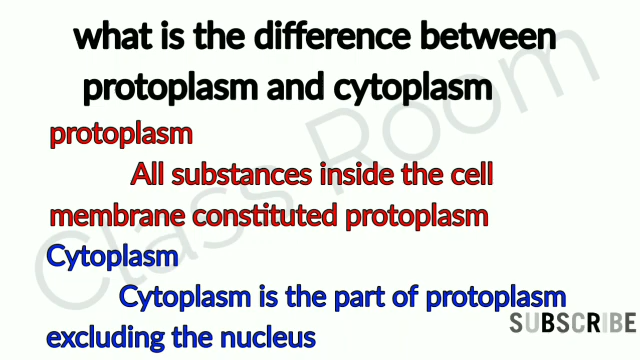 what is the difference between
protoplasm and cytoplasm
protoplasm
All substances inside the cell
membrane constituted protoplasm
Cytoplasm
Cytoplasm is the part of protoplasm
excluding the nucleus
SUBSCRIBE
Class Room